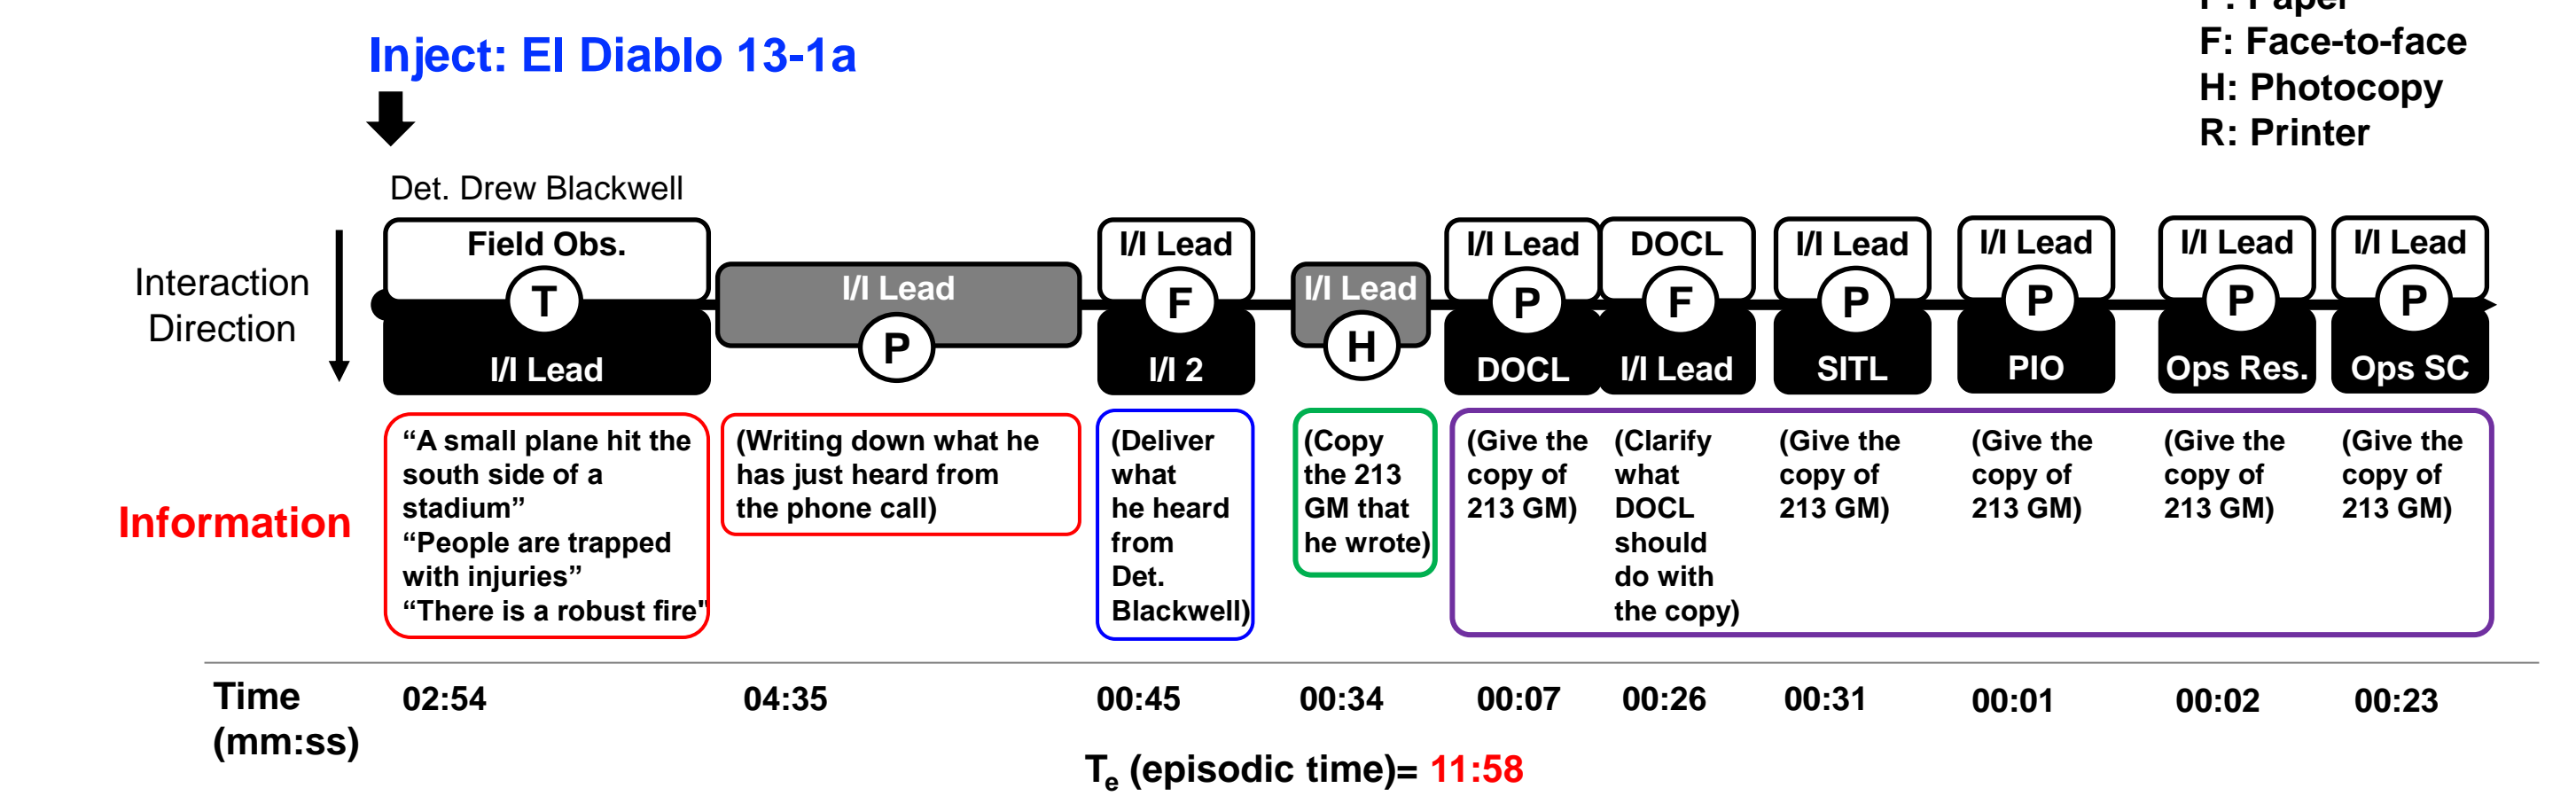 P: Paper
Inject: El Diablo 13-1a
F: Face-to-face
H: Photocopy
R: Printer
Det. Drew Blackwell
Interaction
Direction
Field Obs.
T
I/I Lead
I/I Lead
P
I/I Lead
F
I/I 2
I/I Lead
H
I/I Lead
P
DOCL
DOCL
F
I/I Lead
I/I Lead
P
SITL
I/I Lead
P
PIO
I/I Lead
P
Ops Res.
I/I Lead
P
Ops SC
Information
“A small plane hit the
south side of a
stadium”
“People are trapped
with injuries”
“There is a robust fire"
(Writing down what he
has just heard from
the phone call)
(Deliver
what
he heard
from
Det.
Blackwell)
(Copy
the 213
GM that
he wrote)
(Give the
copy of
213 GM)
(Clarify
what
DOCL
should
do with
the copy)
(Give the
copy of
213 GM)
(Give the
copy of
213 GM)
(Give the
copy of
213 GM)
(Give the
copy of
213 GM)
Time
(mm:ss)
02:54
04:35
00:45
00:34
00:07
00:26
00:31
00:01
00:02
00:23
Te (episodic time)= 11:58